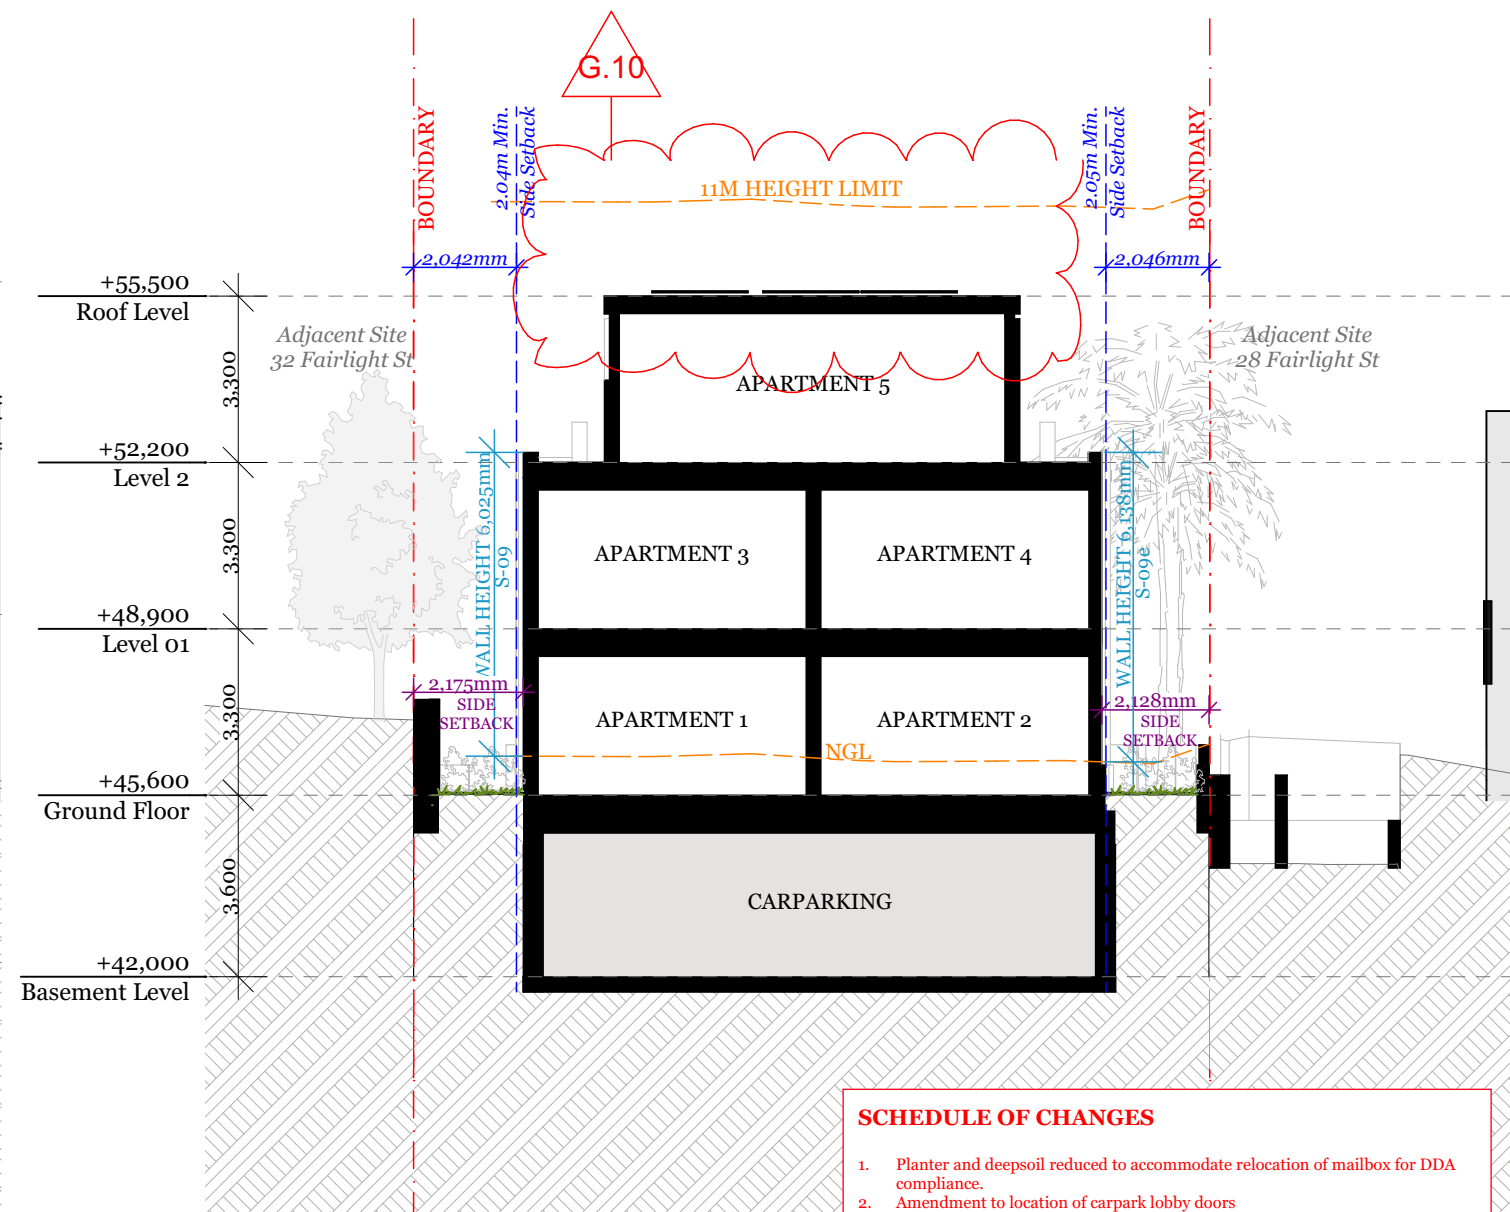 G.10
BOUNDARY
2.04m Min.
Side Setback
2.05m Min.
Side Setback
BOUNDARY
11M HEIGHT LIMIT
2,042mm
2,046mm
+55,500
Roof Level
Adjacent Site
32 Fairlight St
Adjacent Site
28 Fairlight St
3,300
APARTMENT 5
+52,200
Level 2
WALL HEIGHT 6,025mm
S-09
WALL HEIGHT 6,138mm
S-09e
3,300
APARTMENT 3
APARTMENT 4
+48,900
Level 01
2,175mm
SIDE
SETBACK
2,128mm
SIDE
SETBACK
3,300
APARTMENT 1
APARTMENT 2
NGL
+45,600
Ground Floor
3,600
CARPARKING
+42,000
Basement Level
SCHEDULE OF CHANGES
1. Planter and deepsoil reduced to accommodate relocation of mailbox for DDA
compliance.
2. Amendment to location of carpark lobby doors